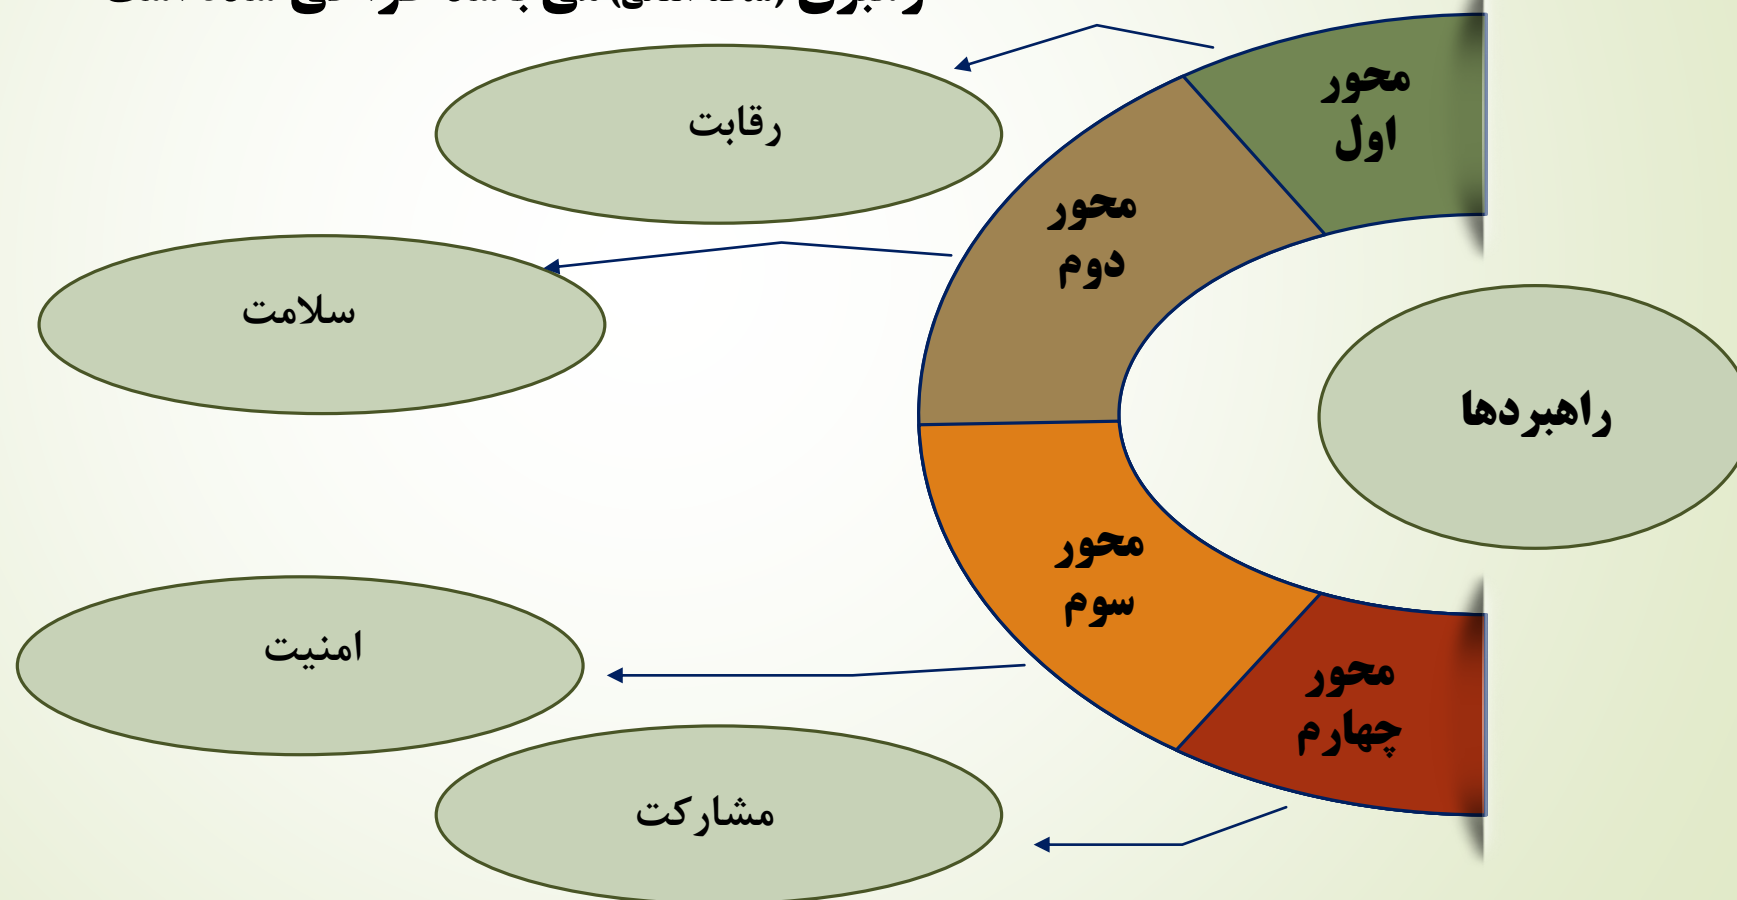 محور
اول
رقابت
محور
دوم
سلامت
راهبردها
محور
سوم
امنیت
محور
چهارم
مشارکت